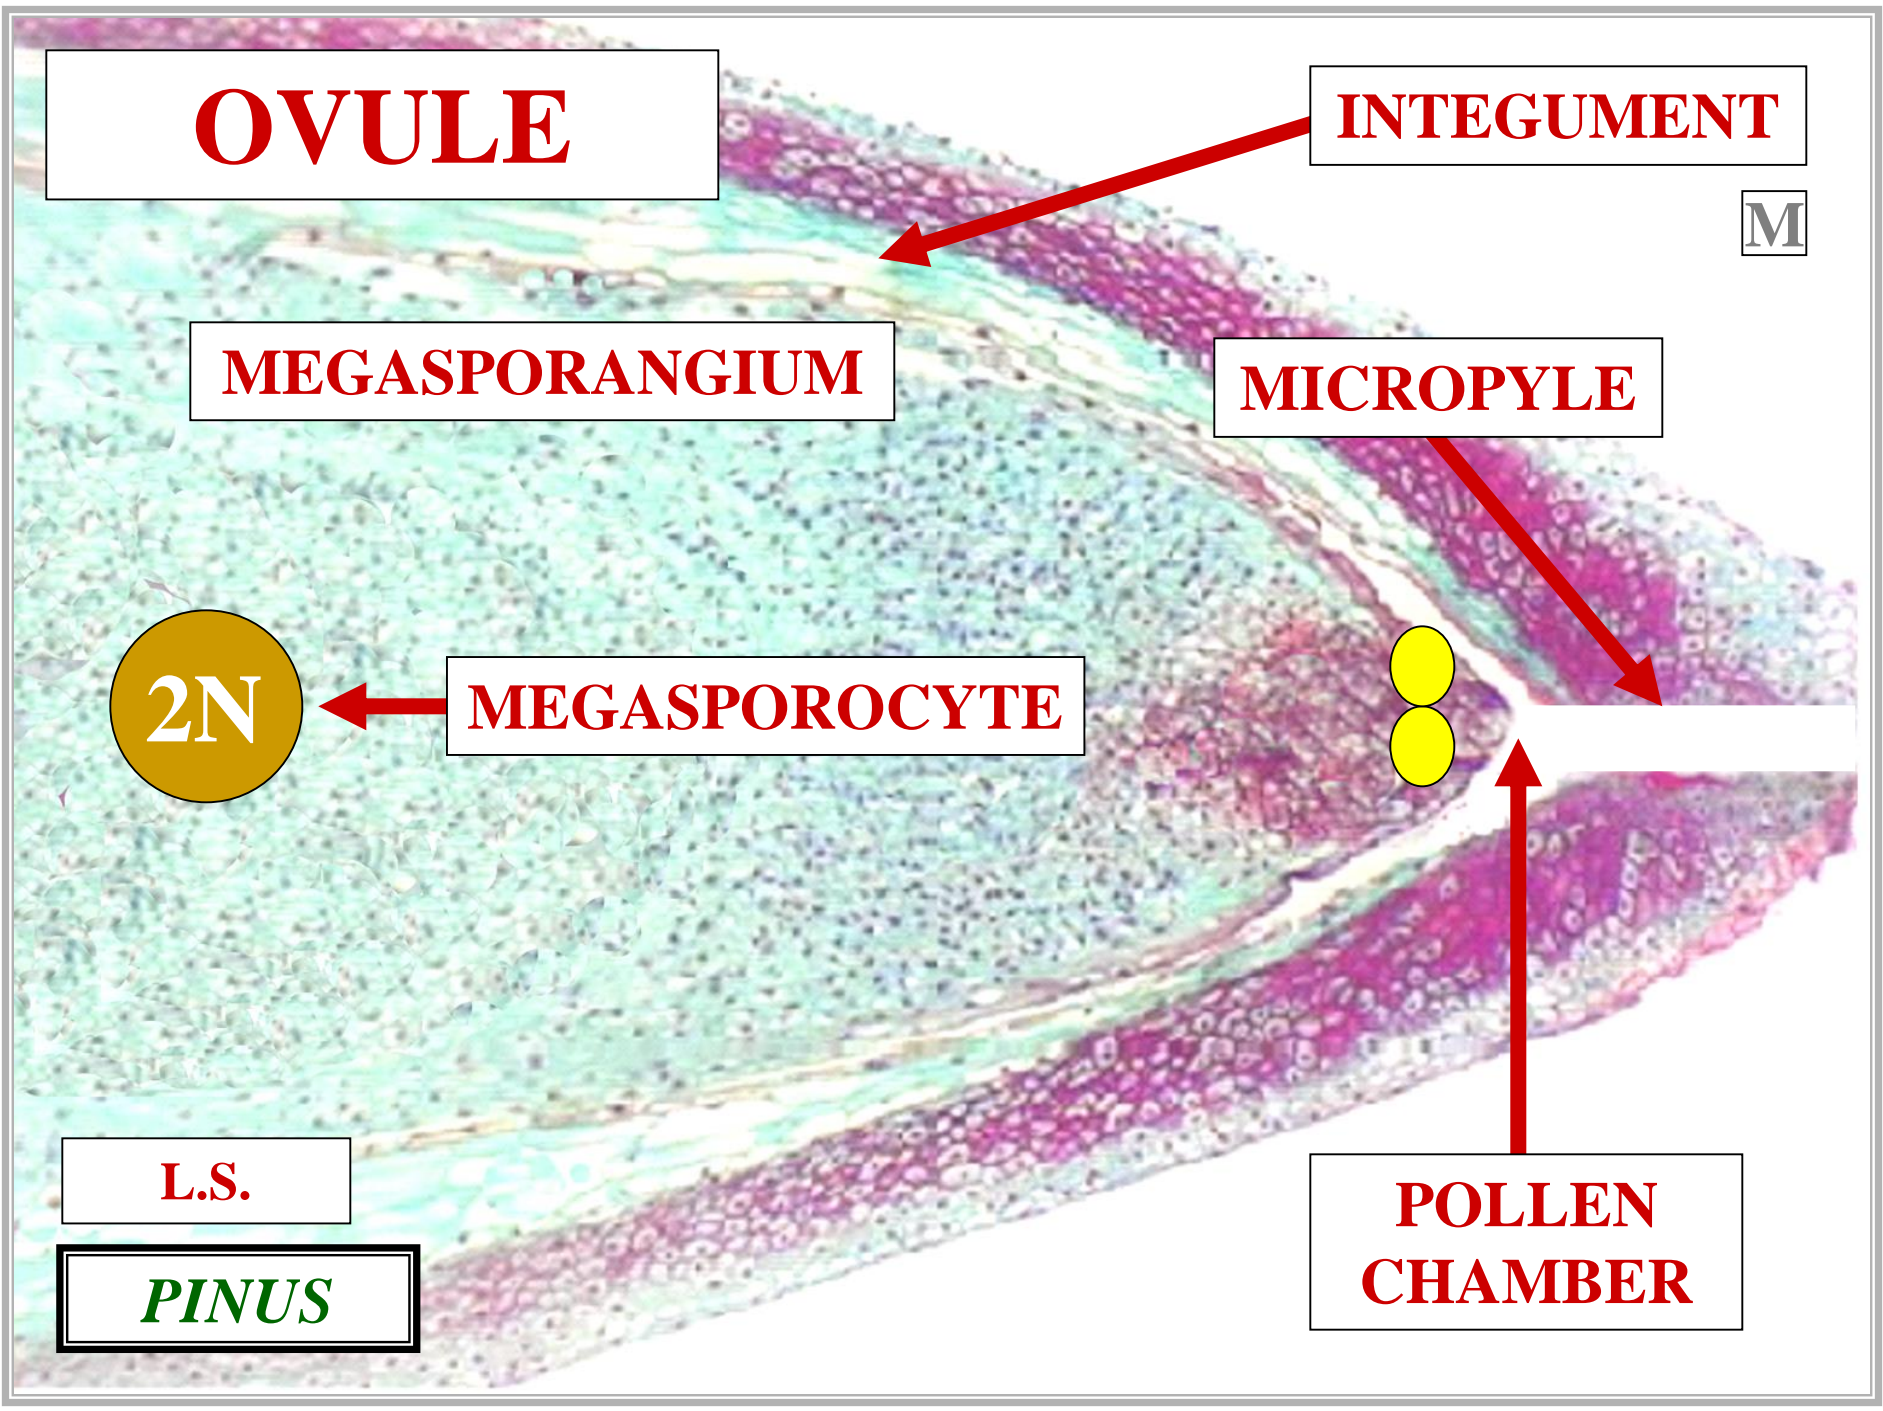 OVULE
INTEGUMENT
M
MEGASPORANGIUM
MICROPYLE
2N
MEGASPOROCYTE
L.S.
PINUS
POLLEN
CHAMBER